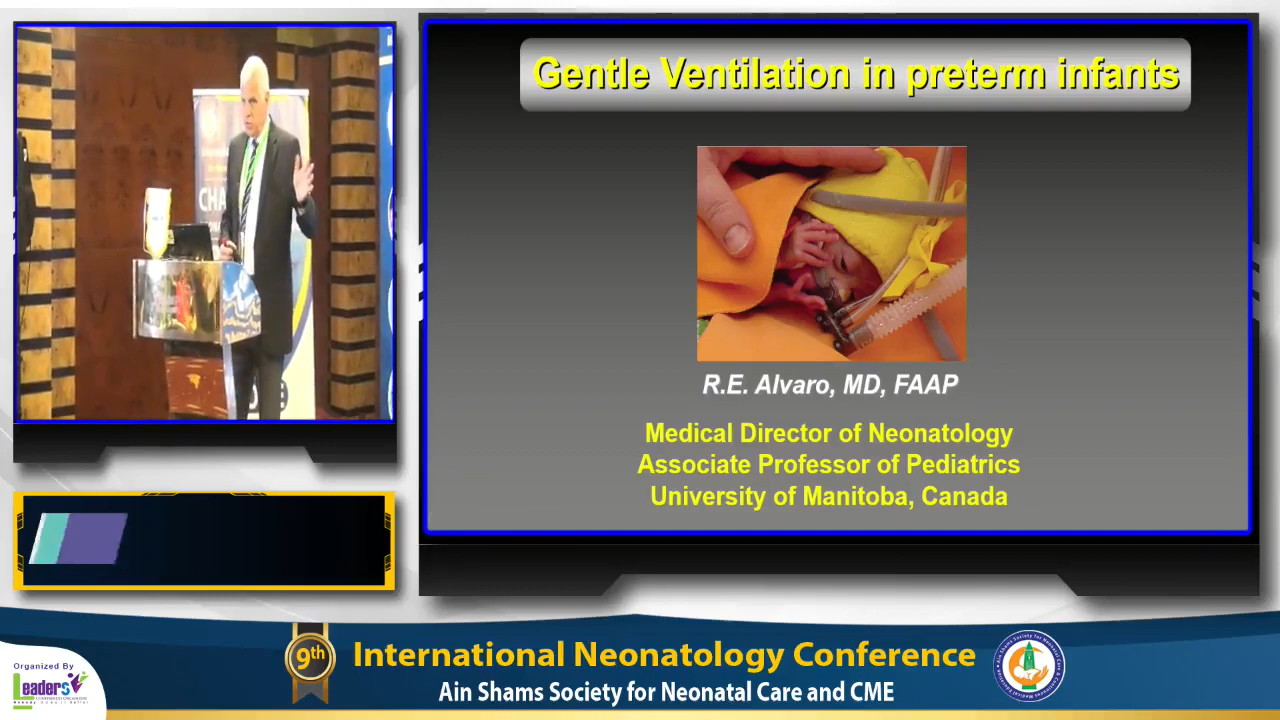 Gentle Ventilation in preterm infants
R.E. Alvaro, MD, FAAP
Medical Director of Neonatology
Associate Professor of Pediatrics
University of Manitoba, Canada
CHA
Organized By
Leaders
9th
International Neonatology Conference
Ain Shams Society for Neonatal Care and CME